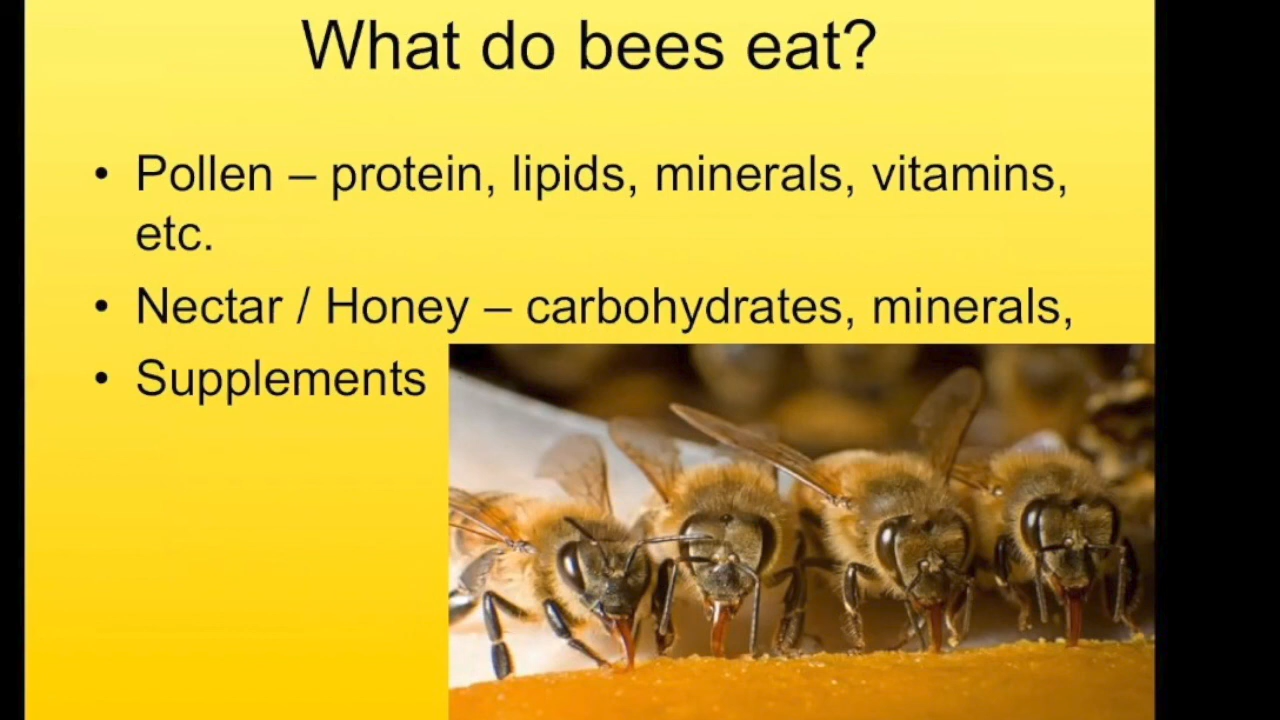 What do bees eat?
• Pollen – protein, lipids, minerals, vitamins,
etc.
• Nectar / Honey – carbohydrates, minerals,
• Supplements